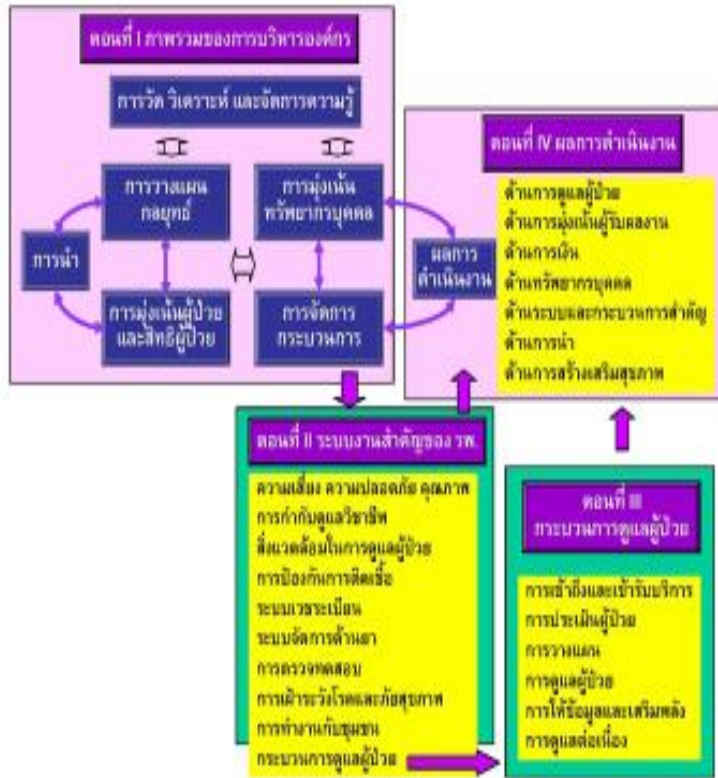 ตอนที่ I ภาพรวมของการบริหารองค์กร
การวัด วิเคราะห์ และจัดการความรู้
การวางแผน
กลยุทธ์
การมุ่งเน้น
ทรัพยากรบุคคล
การนำ
การมุ่งเน้นผู้ป่วย
และสิทธิผู้ป่วย
การจัดการ
กระบวนการ
ผลการ
ดำเนินงาน
ตอนที่ IV ผลการดำเนินงาน
ด้านการดูแลผู้ป่วย
ด้านการมุ่งเน้นผู้รับผลงาน
ด้านการเงิน
ด้านทรัพยากรบุคคล
ด้านระบบและกระบวนการสำคัญ
ด้านการนำ
ด้านการสร้างเสริมสุขภาพ
ตอนที่ II ระบบงานสำคัญของ รพ.
ความเสี่ยง ความปลอดภัย คุณภาพ
การกำกับดูแลวิชาชีพ
สิ่งแวดล้อมในการดูแลผู้ป่วย
การป้องกันการติดเชื้อ
ระบบเวชระเบียน
ระบบจัดการด้านยา
การตรวจทดสอบ
การเฝ้าระวังโรคและภัยสุขภาพ
การทำงานกับชุมชน
กระบวนการดูแลผู้ป่วย
ตอนที่ III
กระบวนการดูแลผู้ป่วย
การเข้าถึงและเข้ารับบริการ
การประเมินผู้ป่วย
การวางแผน
การดูแลผู้ป่วย
การให้ข้อมูลและเสริมพลัง
การดูแลต่อเนื่อง